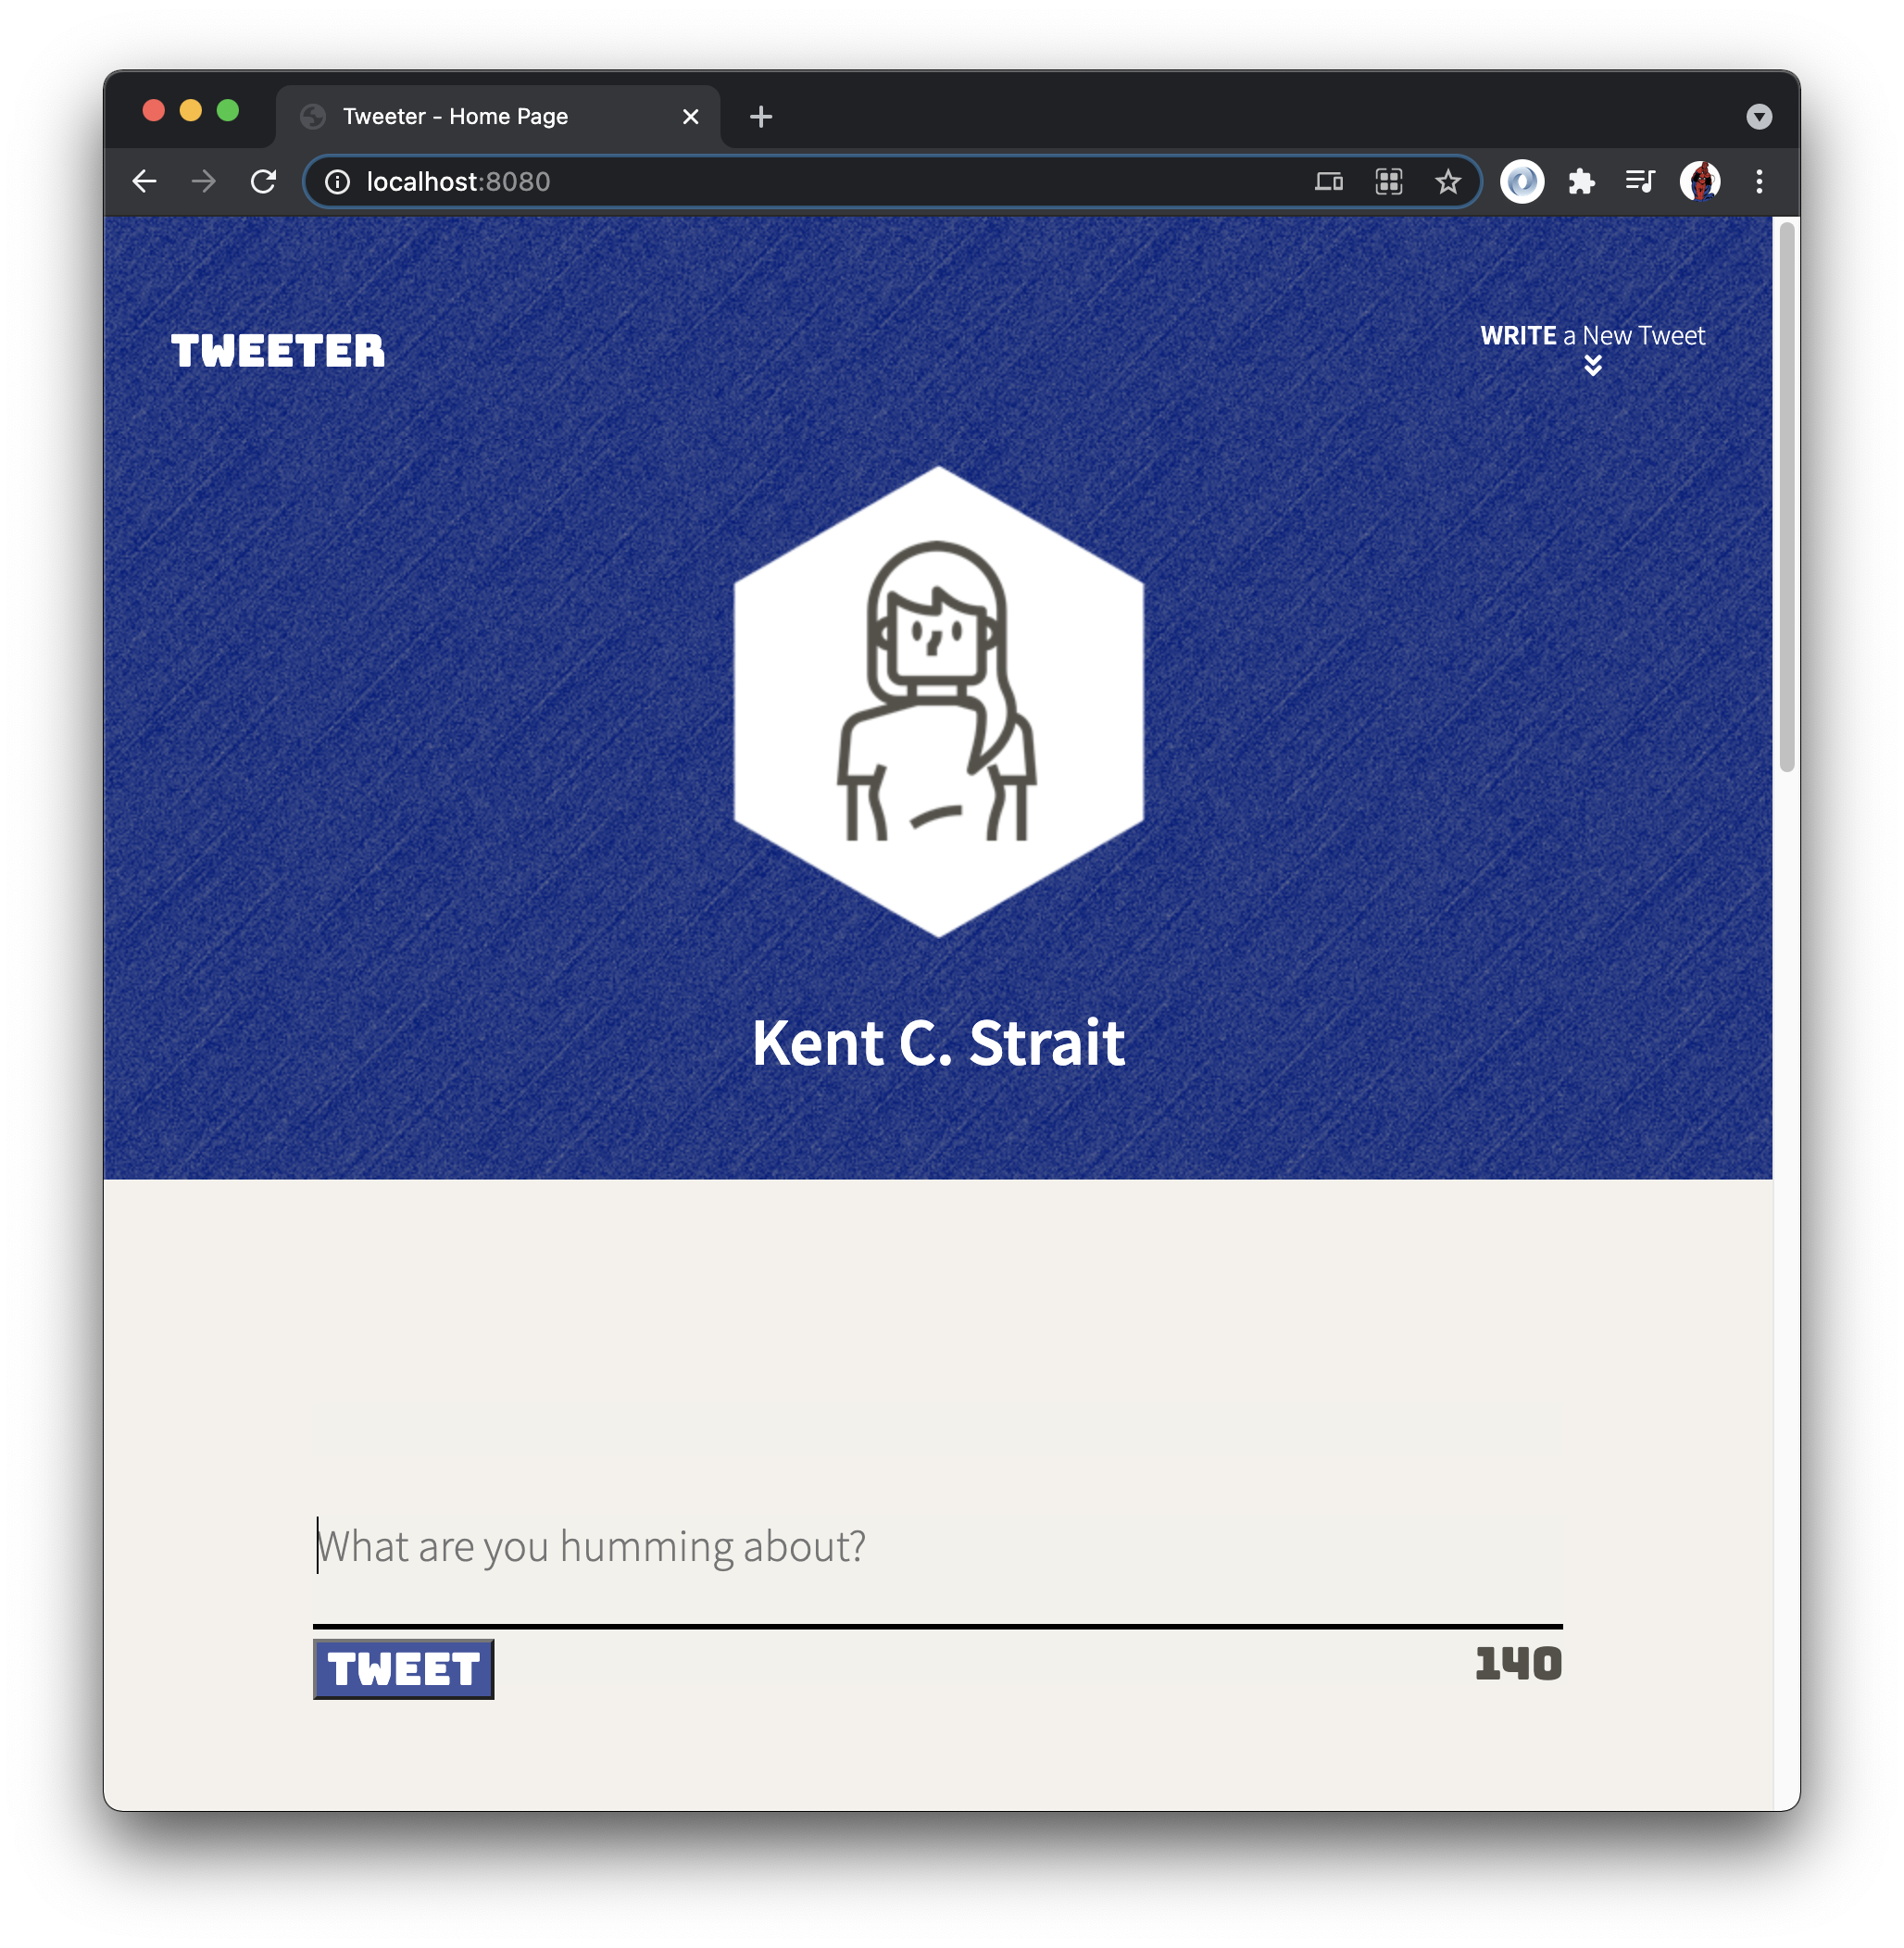 Tweeter - Home Page
localhost:8080
TWEETER
WRITE a New Tweet
Kent C. Strait
What are you humming about?
TWEET
140